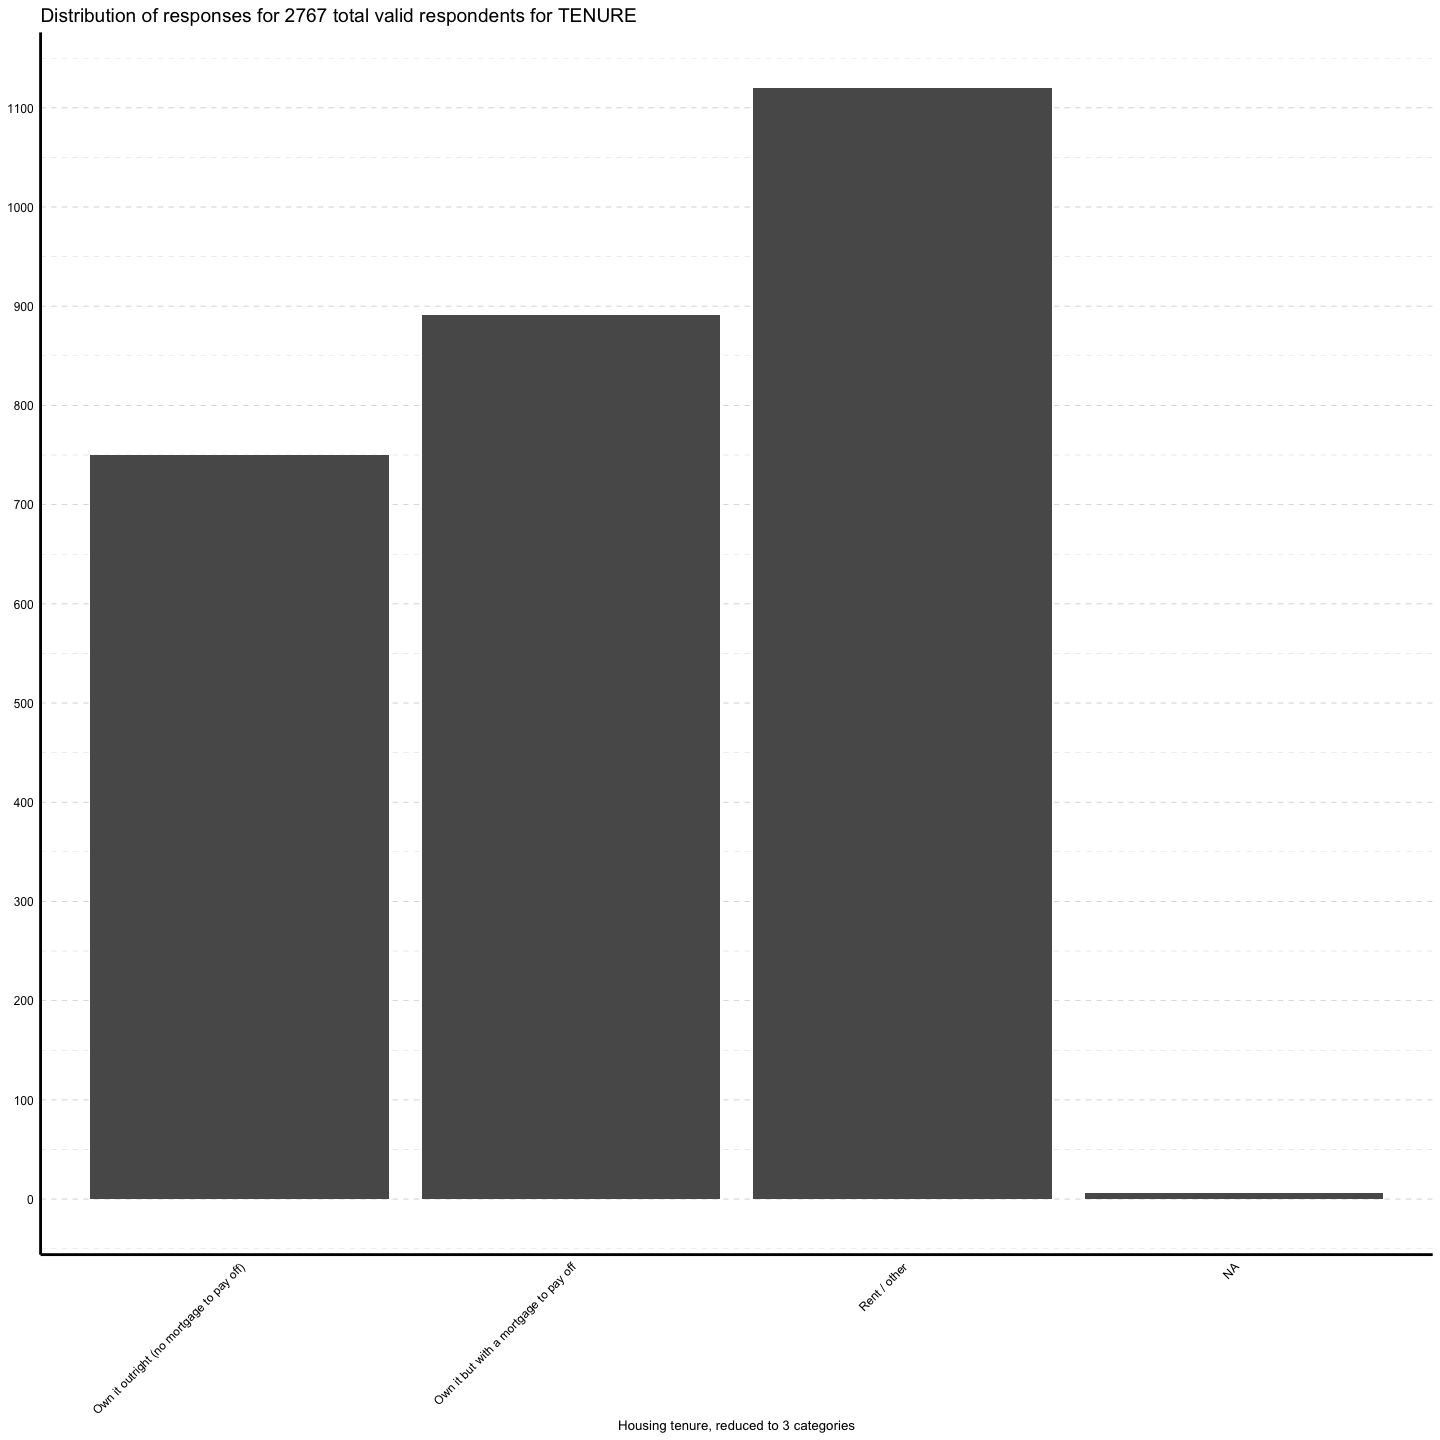 Distribution of responses for 2767 total valid respondents for TENURE
1100
1000
900
800
700
600
500
400
300
200
100
0
Own it outright (no mortgage to pay off)
Own it but with a mortgage to pay off
Rent / other
NA
Housing tenure, reduced to 3 categories